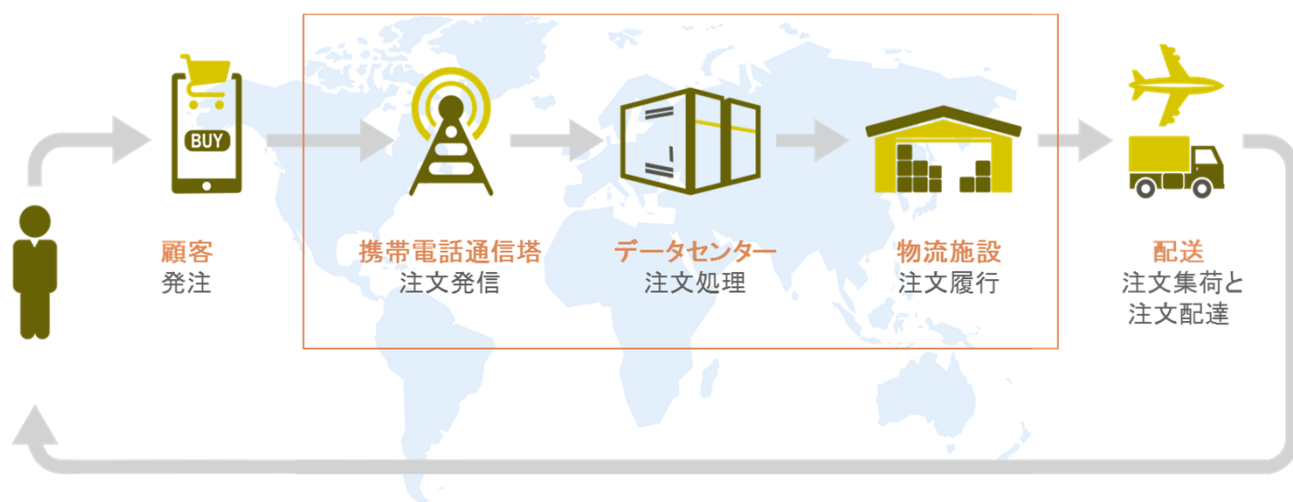 BUY
顧客
発注
携帯電話通信塔
注文発信
データセンター
注文処理
物流施設
注文履行
配送
注文集荷と
注文配達